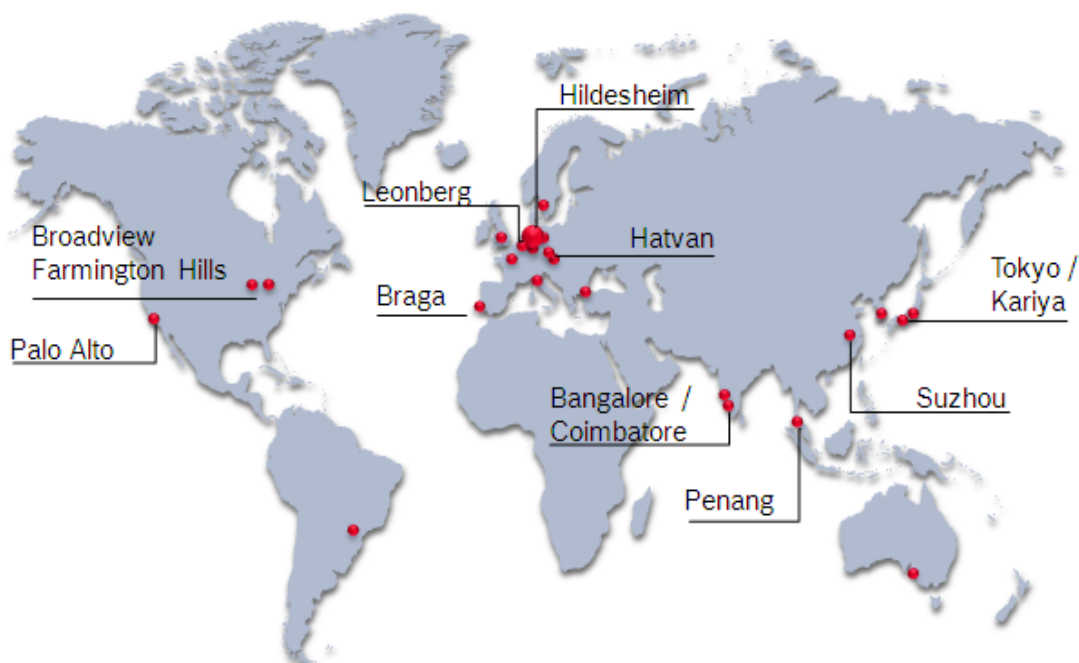 Hildesheim
Leonberg
Broadview
Farmington Hills
Hatvan
Tokyo /
Kariya
Braga
Palo Alto
Bangalore /
Coimbatore
Suzhou
Penang